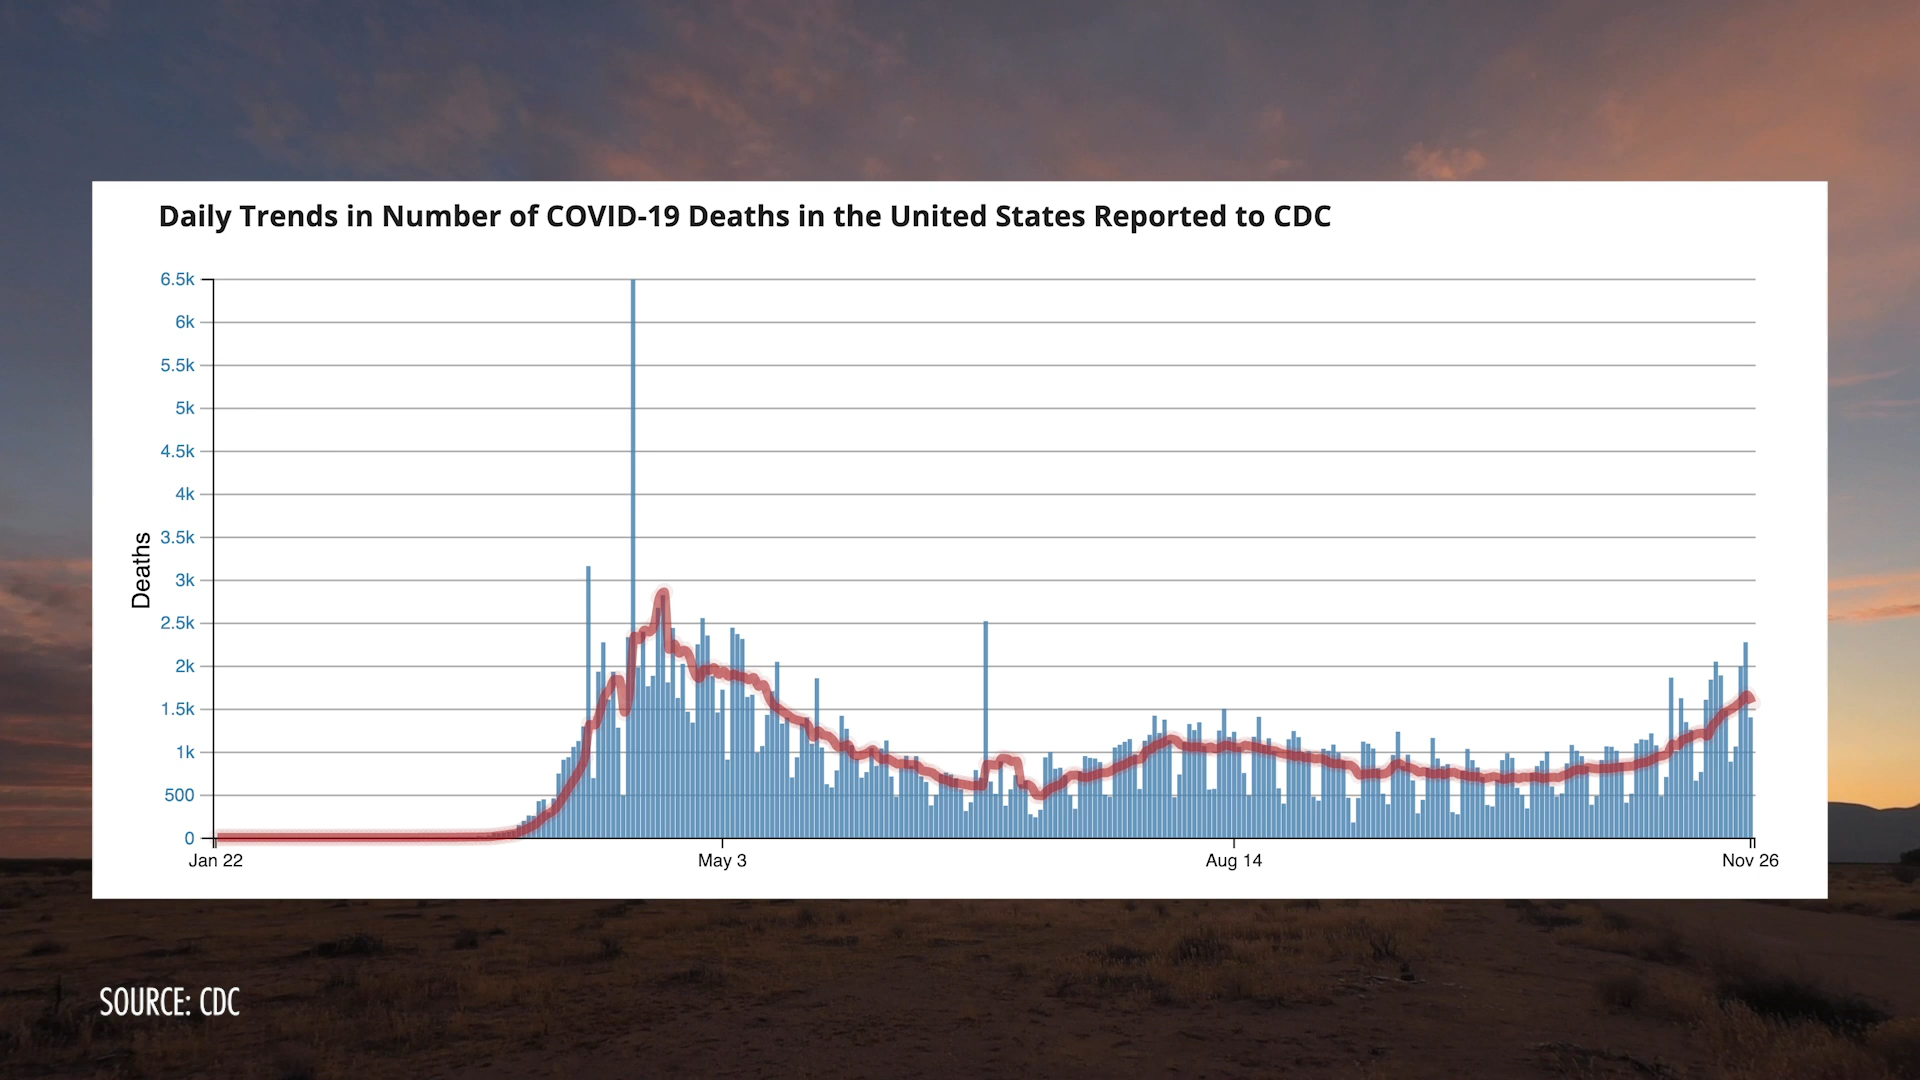 Daily Trends in Number of COVID-19 Deaths in the United States Reported to CDC
6.5k
6k
5.5k
5k
4.5k
4k
3.5k
3k
2.5k
2k
1.5k
1k
500
0
Deaths
Jan 22 May 3 Aug 14 Nov 26
SOURCE: CDC